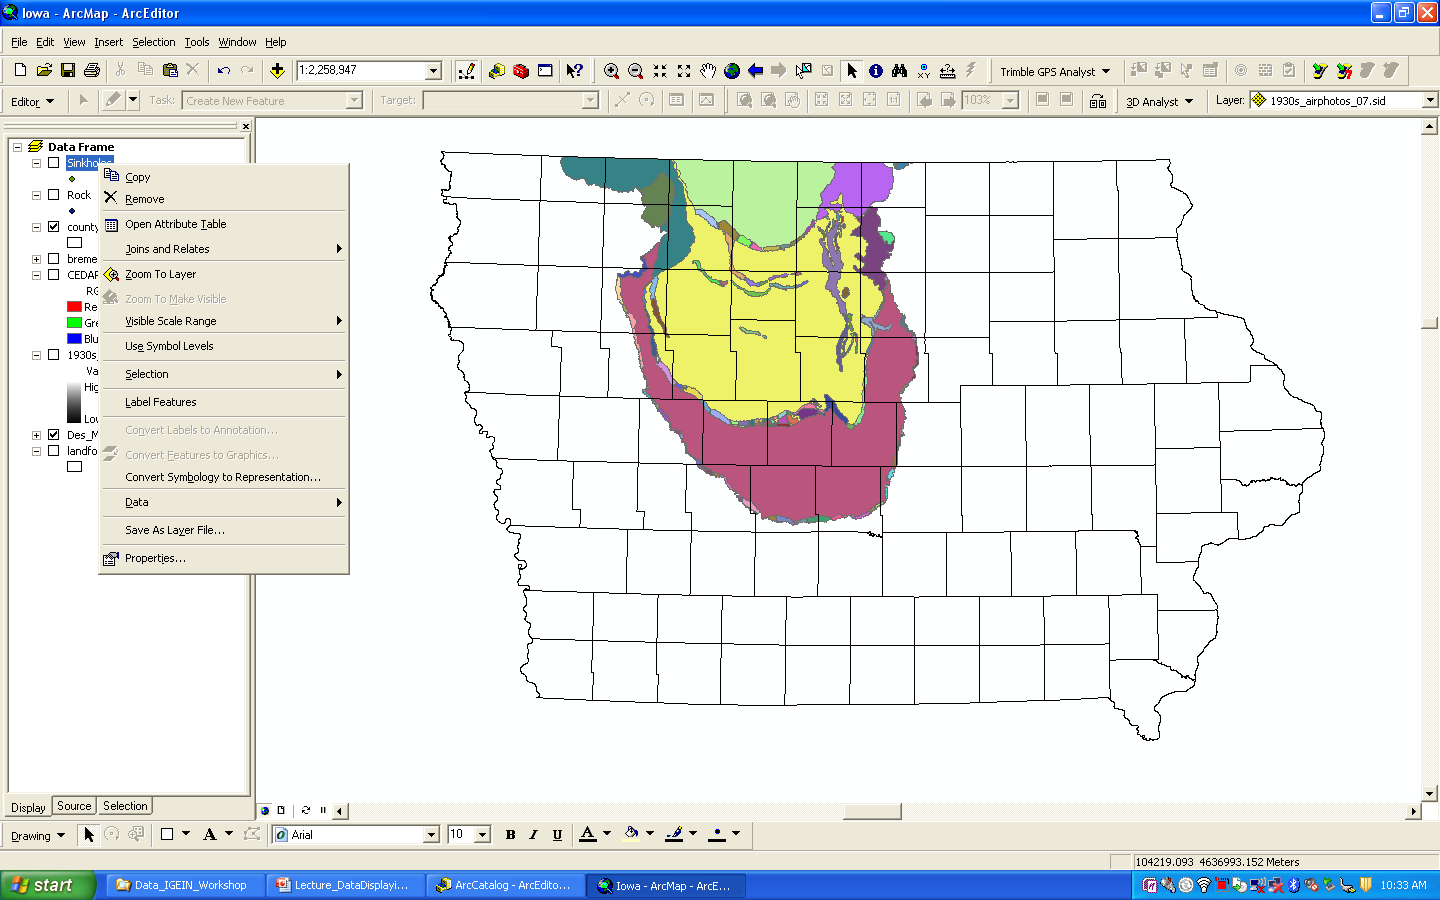 Iowa - ArcMap - ArcEditor
File Edit View Insert Selection Tools Window Help
1:2,258,947
Trimble GPS Analyst
Editor Task: Create New Feature Target: 103% 3D Analyst Layer: 1930s_airphotos_07.sid
Data Frame
Sinkholes
Rock
county
breme
CEDAR
RG
Re
Gre
Blu
1930s_
Va
Hig
Lov
Des_M
landfo
Copy
Remove
Open Attribute Table
Joins and Relates
Zoom To Layer
Zoom To Make Visible
Visible Scale Range
Use Symbol Levels
Selection
Label Features
Convert Labels to Annotation...
Convert Features to Graphics...
Convert Symbology to Representation...
Data
Save As Layer File...
Properties...
Display Source Selection
Drawing A Arial 10 B I U A
104219.093 4636993.152 Meters
start Data_IGEIN_Workshop Lecture_DataDisplayi... ArcCatalog - ArcEdito... Iowa - ArcMap - ArcE... 10:33 AM